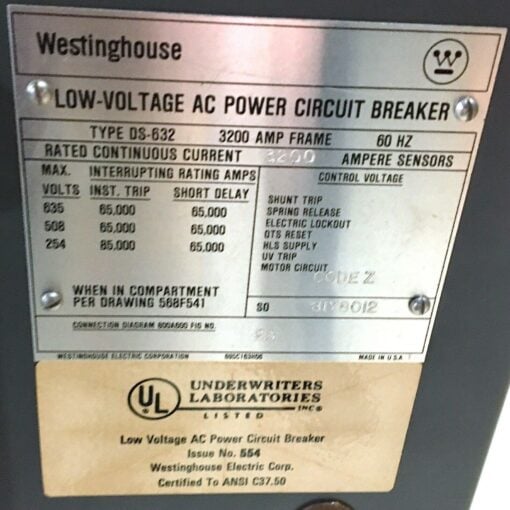 Westinghouse
W
LOW-VOLTAGE AC POWER CIRCUIT BREAKER
TYPE DS-632 3200 AMP FRAME 60 HZ
RATED CONTINUOUS CURRENT 3200 AMPERE SENSORS
MAX. INTERRUPTING RATING AMPS
VOLTS INST. TRIP SHORT DELAY
635 65,000 65,000
508 65,000 65,000
254 85,000 65,000
CONTROL VOLTAGE
SHUNT TRIP
SPRING RELEASE
ELECTRIC LOCKOUT
OTS RESET
HLS SUPPLY
UV TRIP
MOTOR CIRCUIT
CODE Z
WHEN IN COMPARTMENT
PER DRAWING 568F541
SO
CONNECTION DIAGRAM FIG NO.
WESTINGHOUSE ELECTRIC CORPORATION MADE IN U.S.A.
UL
UNDERWRITERS
LABORATORIES
INC®
LISTED
Low Voltage AC Power Circuit Breaker
Issue No. 554
Westinghouse Electric Corp.
Certified To ANSI C37.50